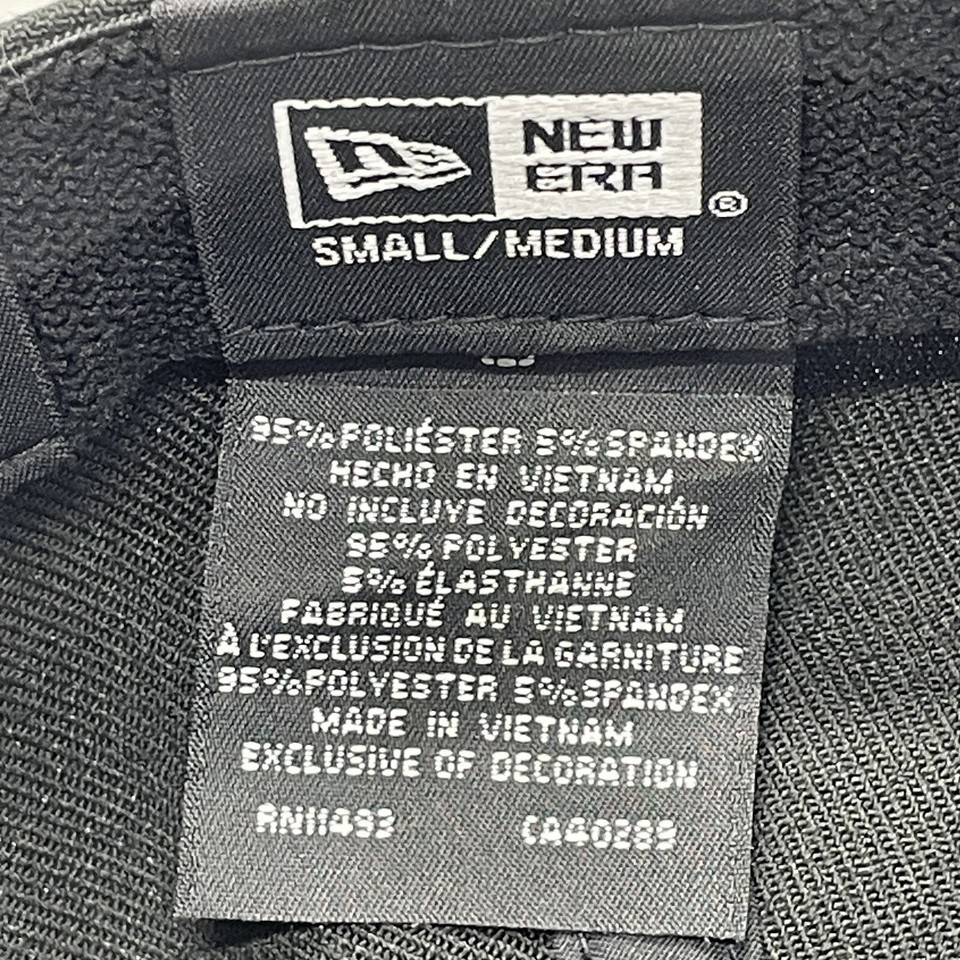 NE
NEW
ERA
®
SMALL/MEDIUM
95% POLIÉSTER 5% SPANDEX
HECHO EN VIETNAM
NO INCLUYE DECORACIÓN
95% POLYESTER
5% ÉLASTHANNE
FABRIQUÉ AU VIETNAM
À L'EXCLUSION DE LA GARNITURE
95% POLYESTER 5% SPANDEX
MADE IN VIETNAM
EXCLUSIVE OF DECORATION
RN11493 CA40289